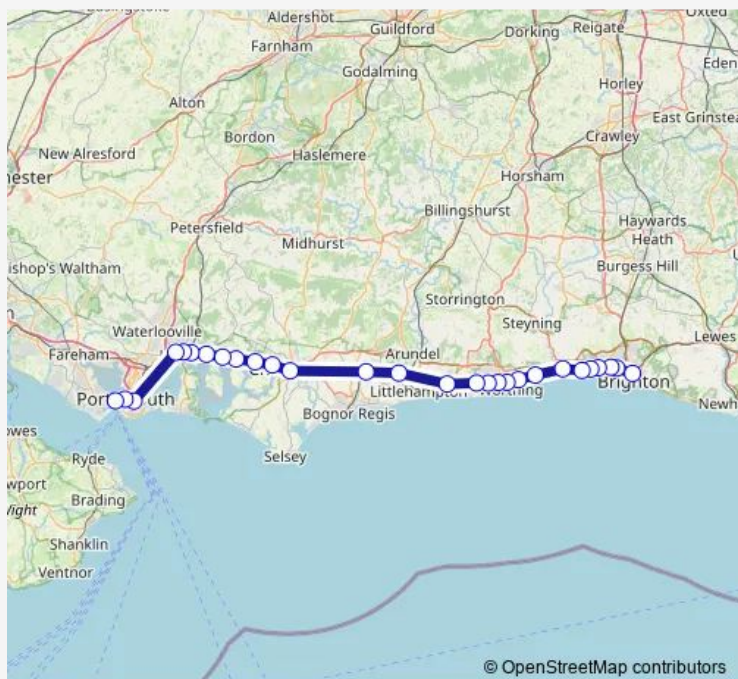 Aldershot
Guildford
Dorking
Reigate
Oxted
Farnham
Godalming
Horley
Eden
Alton
Crawley
East Grinste
New Alresford
Bordon
Haslemere
Horsham
Billingshurst
Petersfield
Haywards
Heath
Midhurst
Burgess Hill
ishop's Waltham
Storrington
Steyning
Waterlooville
Lewes
Fareham
Arundel
Brighton
Littlehampton
Worthing
Newh
Bognor Regis
Selsey
owes
Ryde
wport
Brading
Wight
Shanklin
Ventnor
© OpenStreetMap contributors